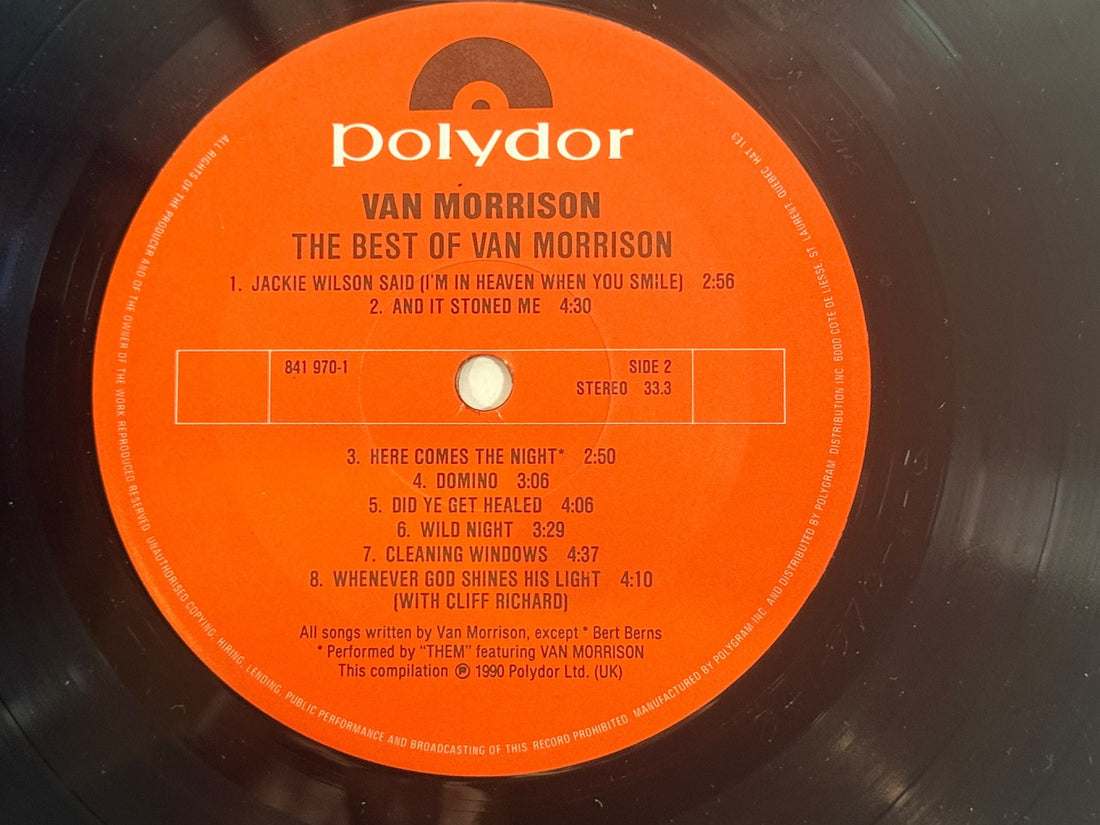 polydor
VAN MORRISON
THE BEST OF VAN MORRISON
1. JACKIE WILSON SAID (I'M IN HEAVEN WHEN YOU SMILE) 2:56
2. AND IT STONED ME 4:30
841 970-1
SIDE 2
STEREO 33.3
3. HERE COMES THE NIGHT* 2:50
4. DOMINO 3:06
5. DID YE GET HEALED 4:06
6. WILD NIGHT 3:29
7. CLEANING WINDOWS 4:37
8. WHENEVER GOD SHINES HIS LIGHT 4:10
(WITH CLIFF RICHARD)
All songs written by Van Morrison, except * Bert Berns
* Performed by "THEM" featuring VAN MORRISON
This compilation ℗ 1990 Polydor Ltd. (UK)
ALL RIGHTS OF THE PRODUCER AND OF THE OWNER OF THE WORK REPRODUCED RESERVED UNAUTHORISED COPYING, HIRING, LENDING, PUBLIC PERFORMANCE AND BROADCASTING OF THIS RECORD PROHIBITED MANUFACTURED BY POLYGRAM INC. AND DISTRIBUTED BY POLYGRAM DISTRIBUTION INC. 6000 COTE DE LIESSE, ST LAURENT, QUEBEC H4T 1E3